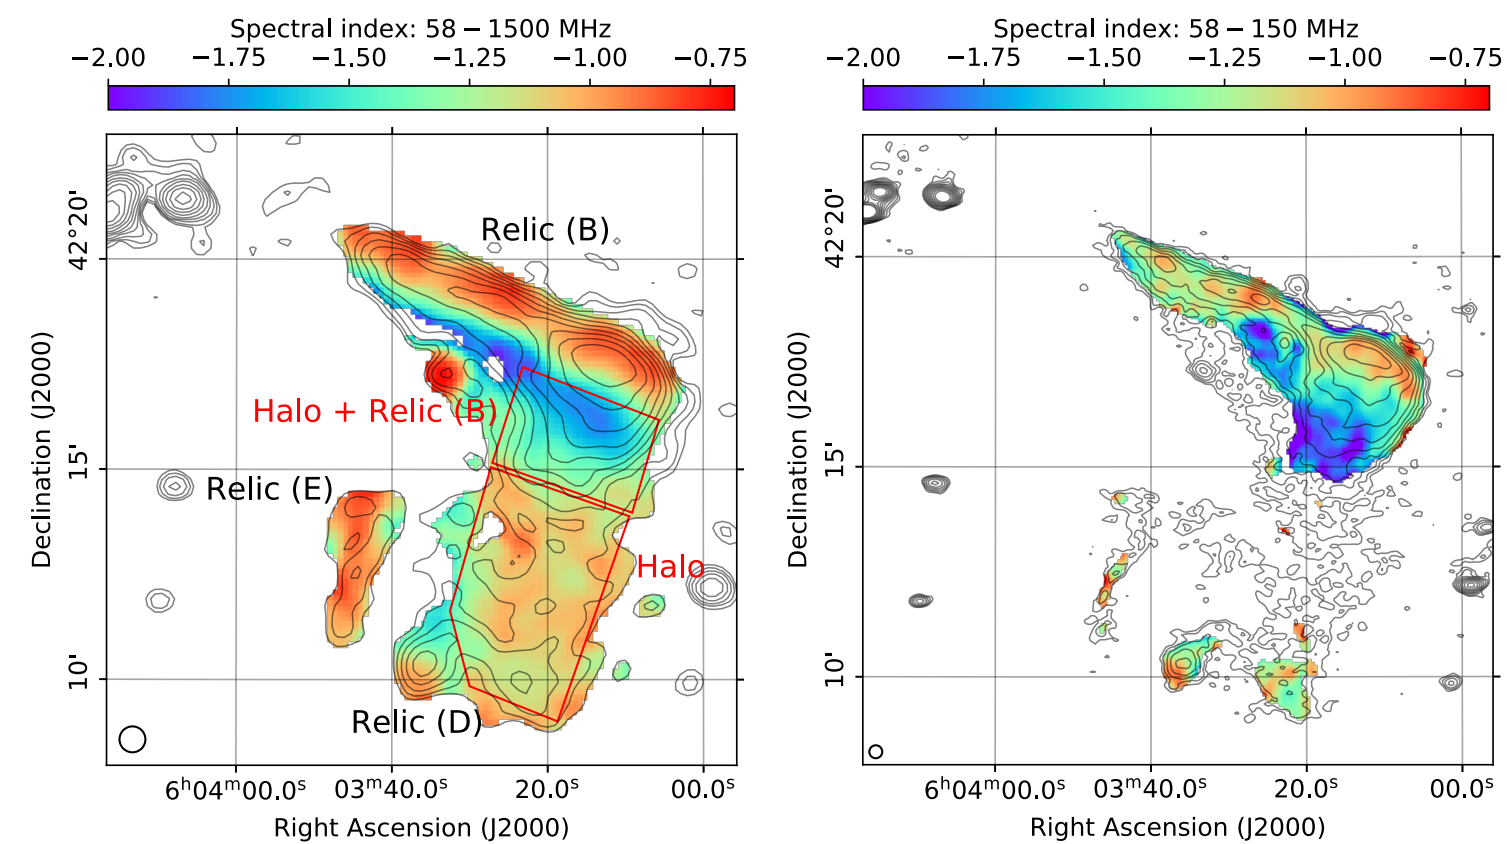 Spectral index: 58 − 1500 MHz
−2.00 −1.75 −1.50 −1.25 −1.00 −0.75
Relic (B)
Halo + Relic (B)
Relic (E)
Halo
Relic (D)
42°20'
15'
10'
Declination (J2000)
6h04m00.0s 03m40.0s 20.0s 00.0s
Right Ascension (J2000)
Spectral index: 58 − 150 MHz
−2.00 −1.75 −1.50 −1.25 −1.00 −0.75
42°20'
15'
10'
Declination (J2000)
6h04m00.0s 03m40.0s 20.0s 00.0s
Right Ascension (J2000)